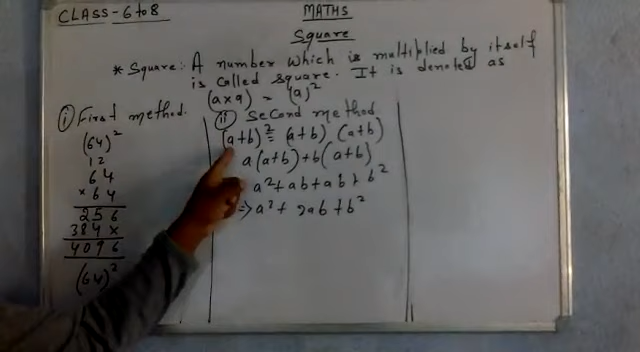 CLASS-6 to 8
MATHS
Square
* Square:- A number which is multiplied by itself
is called square. It is denoted as
(a×a) = (a)²
(i) First method.
(64)²
12
64
×64
256
384×
4096
(64)²
(ii) Second method.
(a+b)² = (a+b) (a+b)
a(a+b)+b(a+b)
a²+ab+ab+b²
⇒ a²+2ab+b²